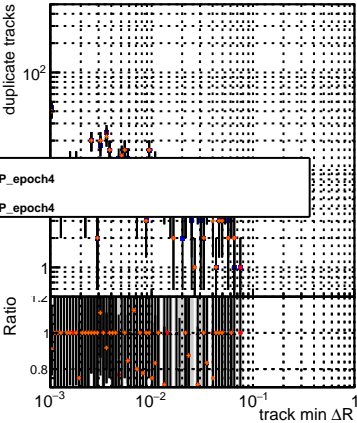 duplicate tracks
10²
P_epoch4
P_epoch4
1
1.2
Ratio
1
0.8
10⁻³
10⁻²
10⁻¹
1
track min ΔR